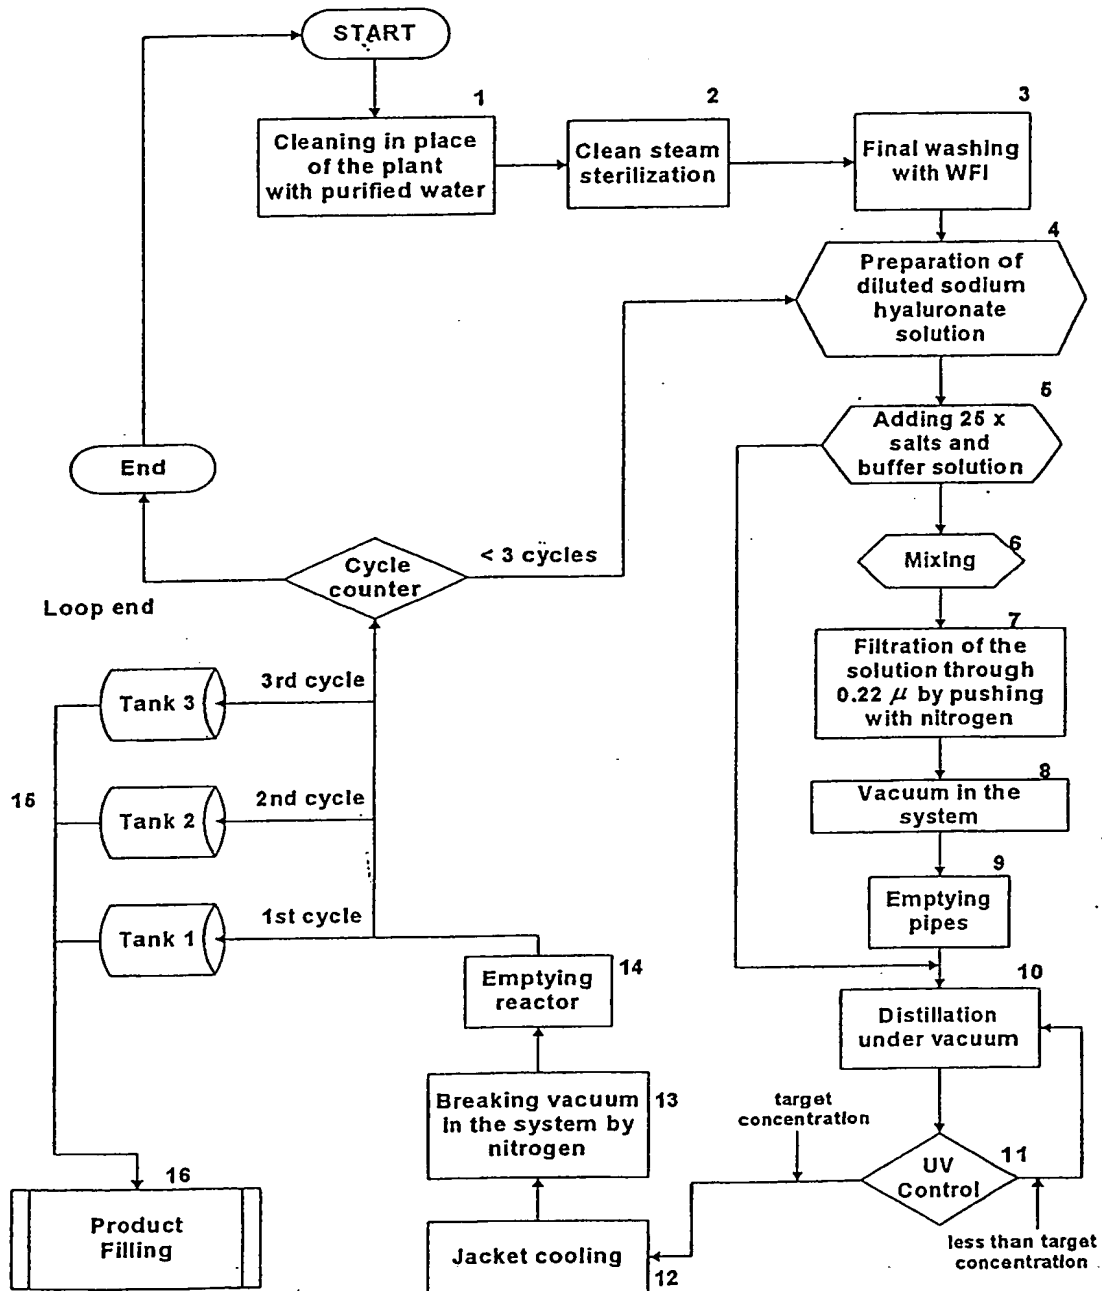 START
1
Cleaning in place
of the plant
with purified water
2
Clean steam
sterilization
3
Final washing
with WFI
4
Preparation of
diluted sodium
hyaluronate
solution
5
Adding 25 x
salts and
buffer solution
6
Mixing
7
Filtration of the
solution through
0.22 μ by pushing
with nitrogen
8
Vacuum in the
system
9
Emptying
pipes
10
Distillation
under vacuum
11
UV
Control
less than target
concentration
target
concentration
Jacket cooling
12
Breaking vacuum
in the system by
nitrogen
13
Emptying
reactor
14
1st cycle
Tank 1
2nd cycle
Tank 2
3rd cycle
Tank 3
15
Cycle
counter
< 3 cycles
Loop end
End
16
Product
Filling